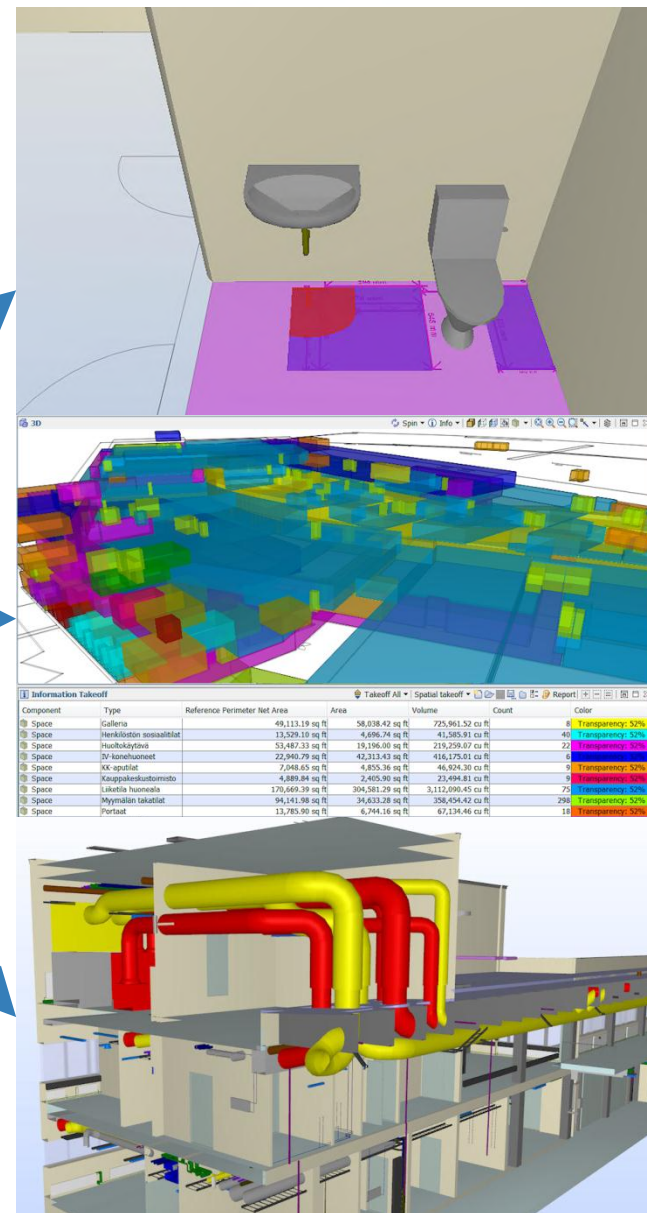 3D Spin Info
Information Takeoff Takeoff All Spatial takeoff Report
Component Type Reference Perimeter Net Area Area Volume Count Color
Space Galleria 49,113.19 sq ft 58,038.42 sq ft 725,961.52 cu ft 8 Transparency: 52%
Space Henkilöstön sosiaalitilat 13,529.10 sq ft 4,696.74 sq ft 41,585.91 cu ft 40 Transparency: 52%
Space Huoltokäytävä 53,487.33 sq ft 19,196.00 sq ft 219,259.07 cu ft 22 Transparency: 52%
Space IV-konehuoneet 22,940.79 sq ft 42,313.43 sq ft 416,175.01 cu ft 6
Space KK-aputilat 7,048.65 sq ft 4,855.36 sq ft 46,924.30 cu ft 9 Transparency: 52%
Space Kauppakeskustoimisto 4,889.84 sq ft 2,405.90 sq ft 23,494.81 cu ft 9 Transparency: 52%
Space Liiketila huoneala 170,669.39 sq ft 304,581.29 sq ft 3,112,090.45 cu ft 75 Transparency: 52%
Space Myymälän takatilat 94,141.98 sq ft 34,633.28 sq ft 358,454.42 cu ft 298 Transparency: 52%
Space Portaat 13,785.90 sq ft 6,744.16 sq ft 67,134.46 cu ft 18 Transparency: 52%